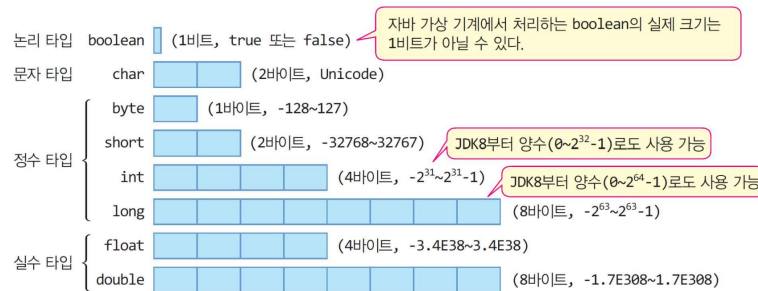 논리 타입 boolean (1비트, true 또는 false)
자바 가상 기계에서 처리하는 boolean의 실제 크기는
1비트가 아닐 수 있다.
문자 타입 char (2바이트, Unicode)
정수 타입
byte (1바이트, -128~127)
short (2바이트, -32768~32767)
JDK8부터 양수(0~2³²-1)로도 사용 가능
int (4바이트, -2³¹~2³¹-1)
JDK8부터 양수(0~2⁶⁴-1)로도 사용 가능
long (8바이트, -2⁶³~2⁶³-1)
실수 타입
float (4바이트, -3.4E38~3.4E38)
double (8바이트, -1.7E308~1.7E308)